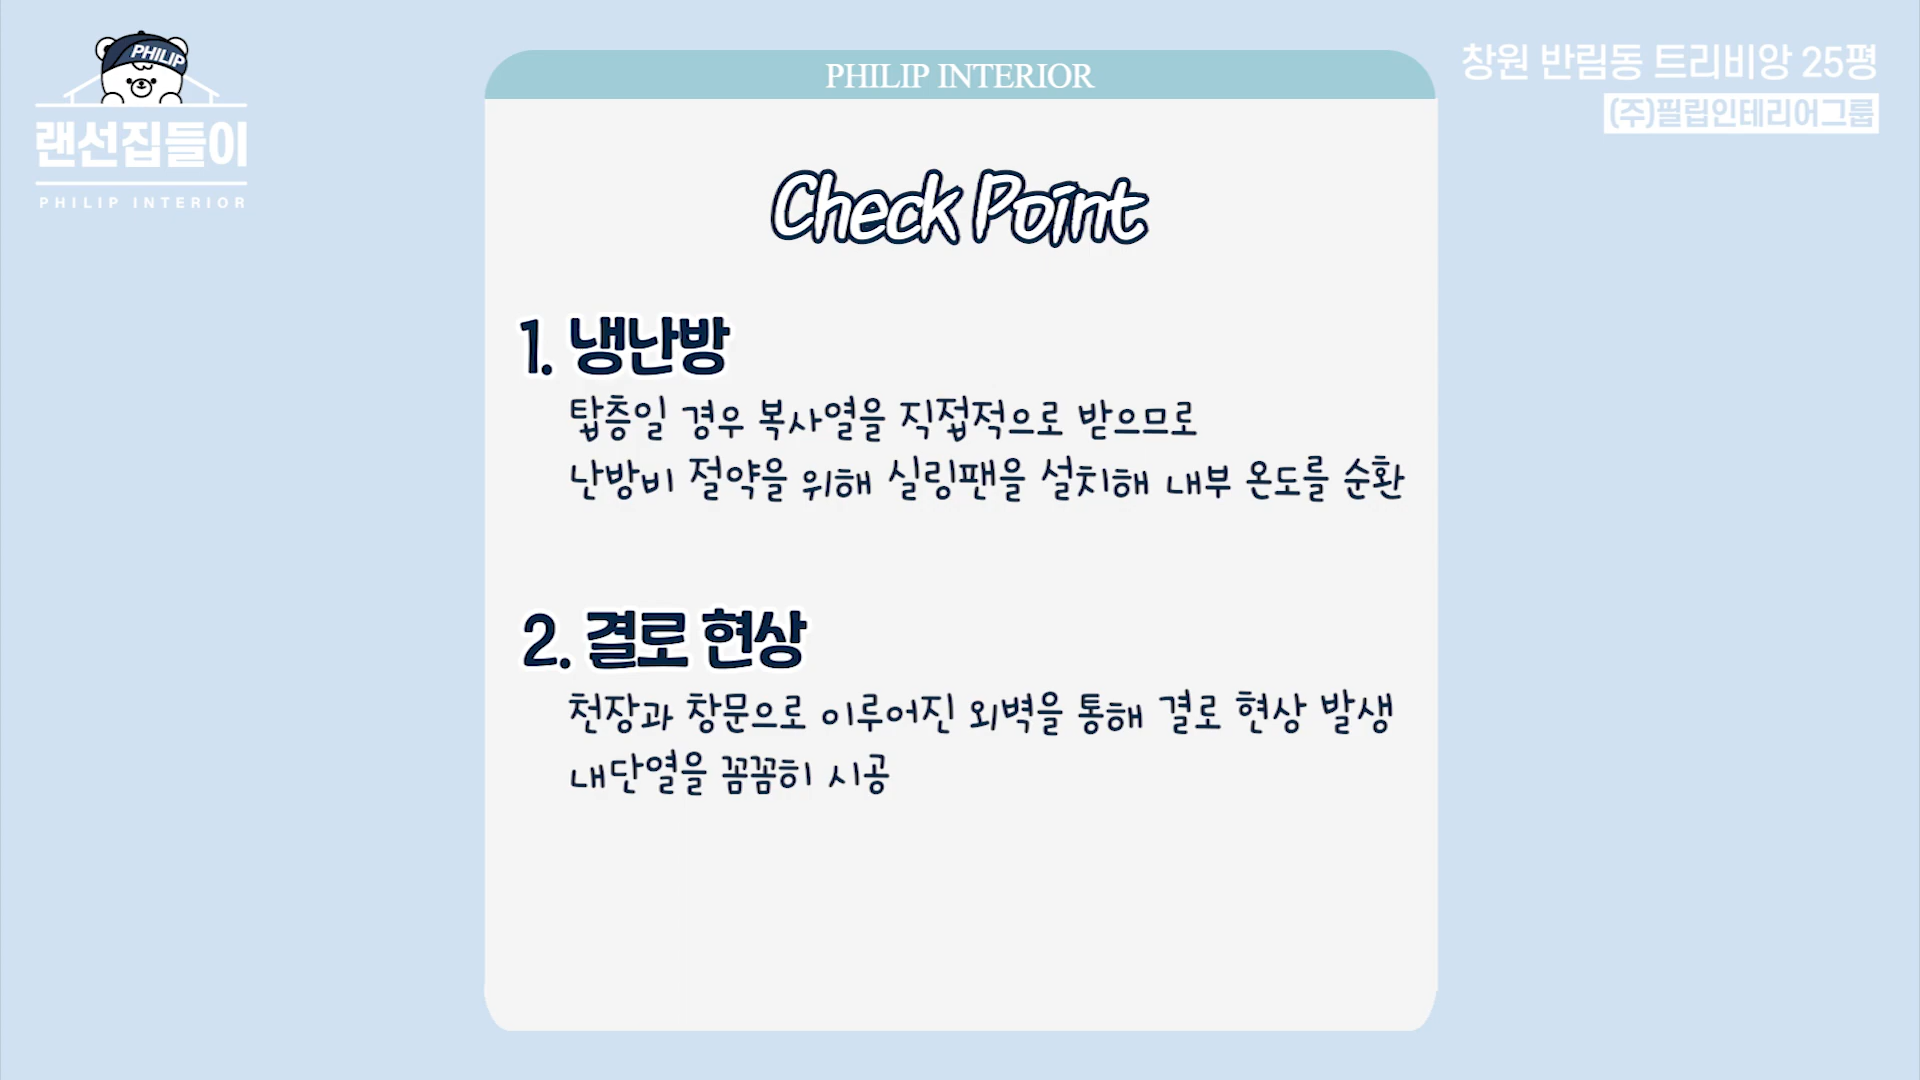 PHILIP
랜선집들이
PHILIP INTERIOR
창원 반림동 트리비앙 25평
(주)필립인테리어그룹
PHILIP INTERIOR
Check Point
1. 냉난방
탑층일 경우 복사열을 직접적으로 받으므로
난방비 절약을 위해 실링팬을 설치해 내부 온도를 순환
2. 결로 현상
천장과 창문으로 이루어진 외벽을 통해 결로 현상 발생
내단열을 꼼꼼히 시공